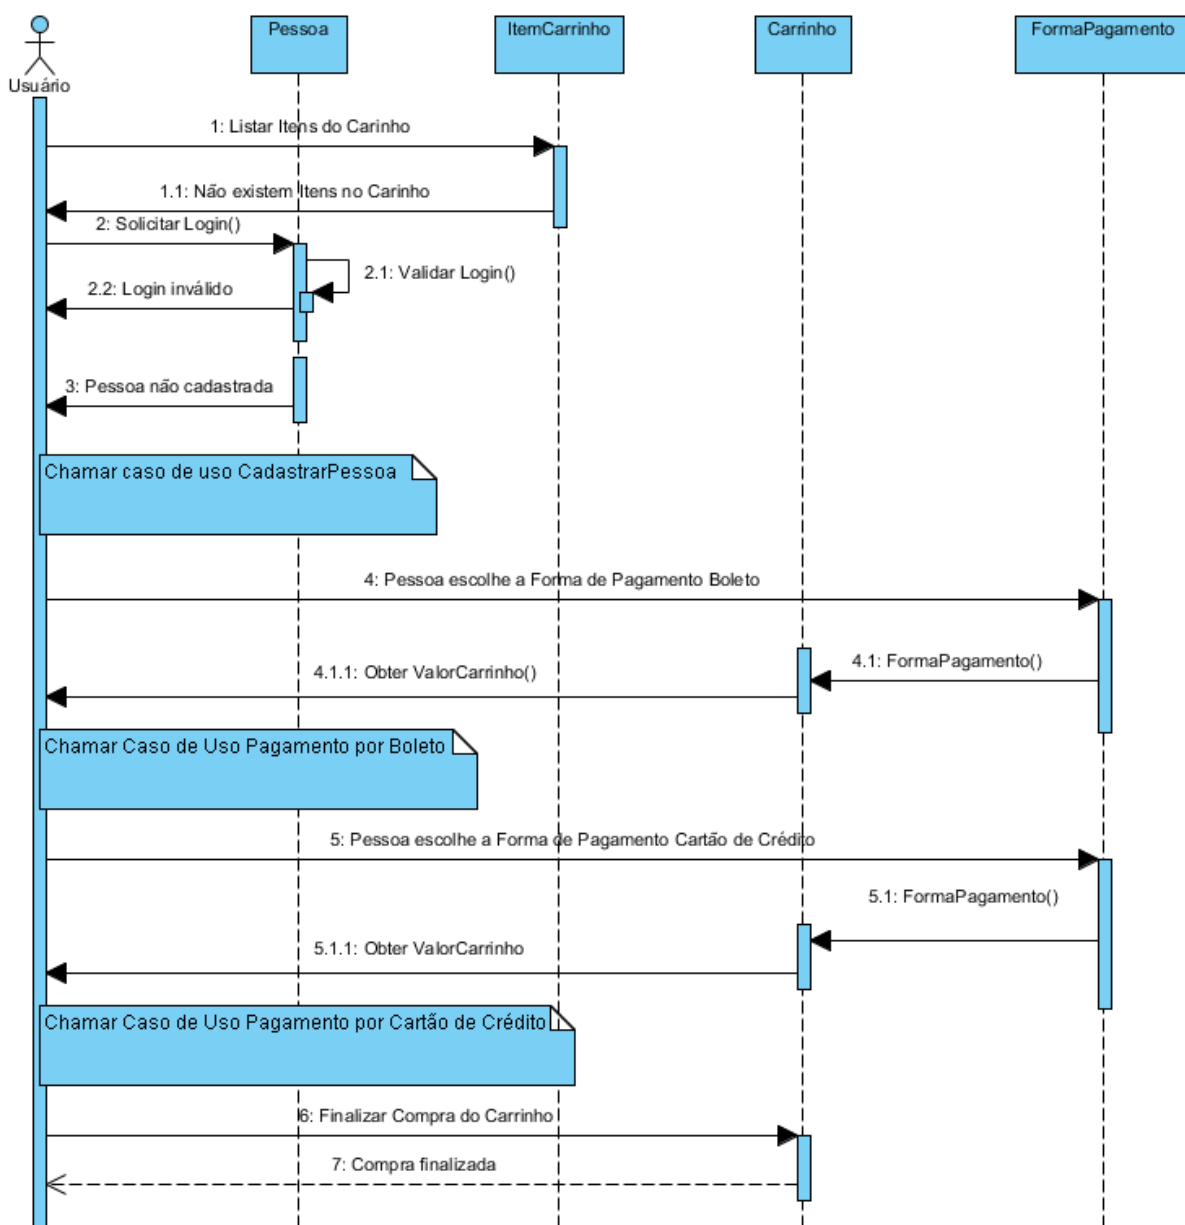 Usuário
Pessoa
ItemCarrinho
Carrinho
FormaPagamento
1: Listar Itens do Carinho
1.1: Não existem Itens no Carinho
2: Solicitar Login()
2.1: Validar Login()
2.2: Login inválido
3: Pessoa não cadastrada
Chamar caso de uso CadastrarPessoa
4: Pessoa escolhe a Forma de Pagamento Boleto
4.1: FormaPagamento()
4.1.1: Obter ValorCarrinho()
Chamar Caso de Uso Pagamento por Boleto
5: Pessoa escolhe a Forma de Pagamento Cartão de Crédito
5.1: FormaPagamento()
5.1.1: Obter ValorCarrinho
Chamar Caso de Uso Pagamento por Cartão de Crédito
6: Finalizar Compra do Carrinho
7: Compra finalizada